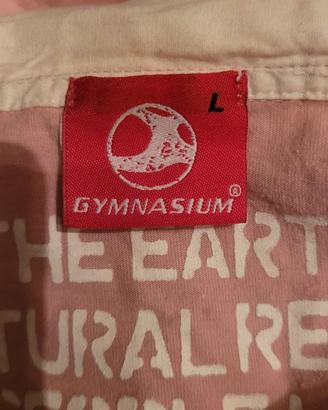 L
GYMNASIUM®
THE EART
TURAL RE